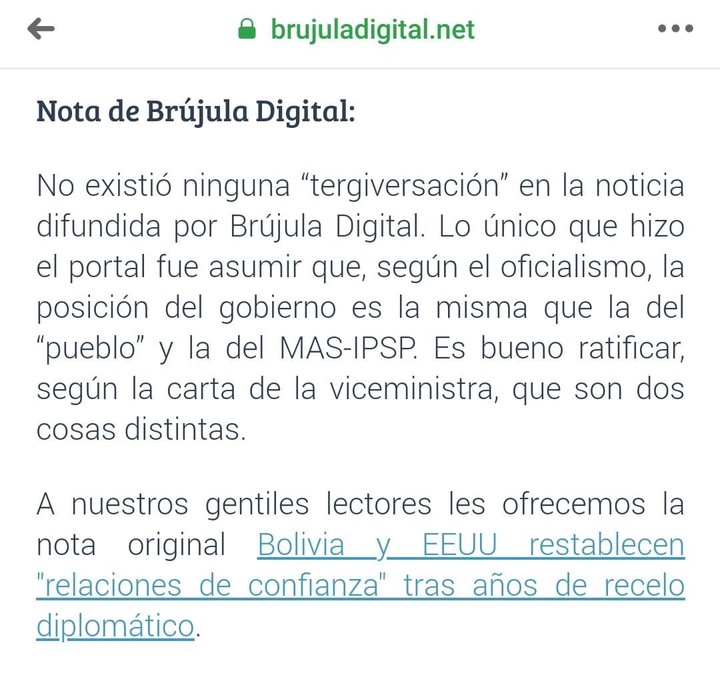 brujuladigital.net
Nota de Brújula Digital:
No existió ninguna “tergiversación” en la noticia
difundida por Brújula Digital. Lo único que hizo
el portal fue asumir que, según el oficialismo, la
posición del gobierno es la misma que la del
“pueblo” y la del MAS-IPSP. Es bueno ratificar,
según la carta de la viceministra, que son dos
cosas distintas.
A nuestros gentiles lectores les ofrecemos la
nota original Bolivia y EEUU restablecen
"relaciones de confianza" tras años de recelo
diplomático.